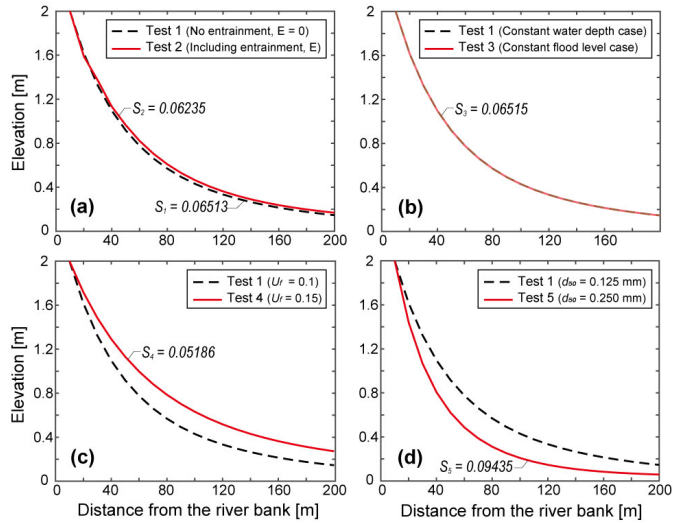 2
1.6
1.2
0.8
0.4
0
Elevation [m]
Test 1 (No entrainment, E = 0)
Test 2 (Including entrainment, E)
S₂ = 0.06235
S₁ = 0.06513
(a)
0 40 80 120 160 200
2
1.6
1.2
0.8
0.4
0
Test 1 (Constant water depth case)
Test 3 (Constant flood level case)
S₃ = 0.06515
(b)
0 40 80 120 160
2
1.6
1.2
0.8
0.4
0
Elevation [m]
Test 1 (Uf = 0.1)
Test 4 (Uf = 0.15)
S₄ = 0.05186
(c)
0 40 80 120 160 200
Distance from the river bank [m]
2
1.6
1.2
0.8
0.4
0
Test 1 (d₅₀ = 0.125 mm)
Test 5 (d₅₀ = 0.250 mm)
S₅ = 0.09435
(d)
0 40 80 120 160 200
Distance from the river bank [m]